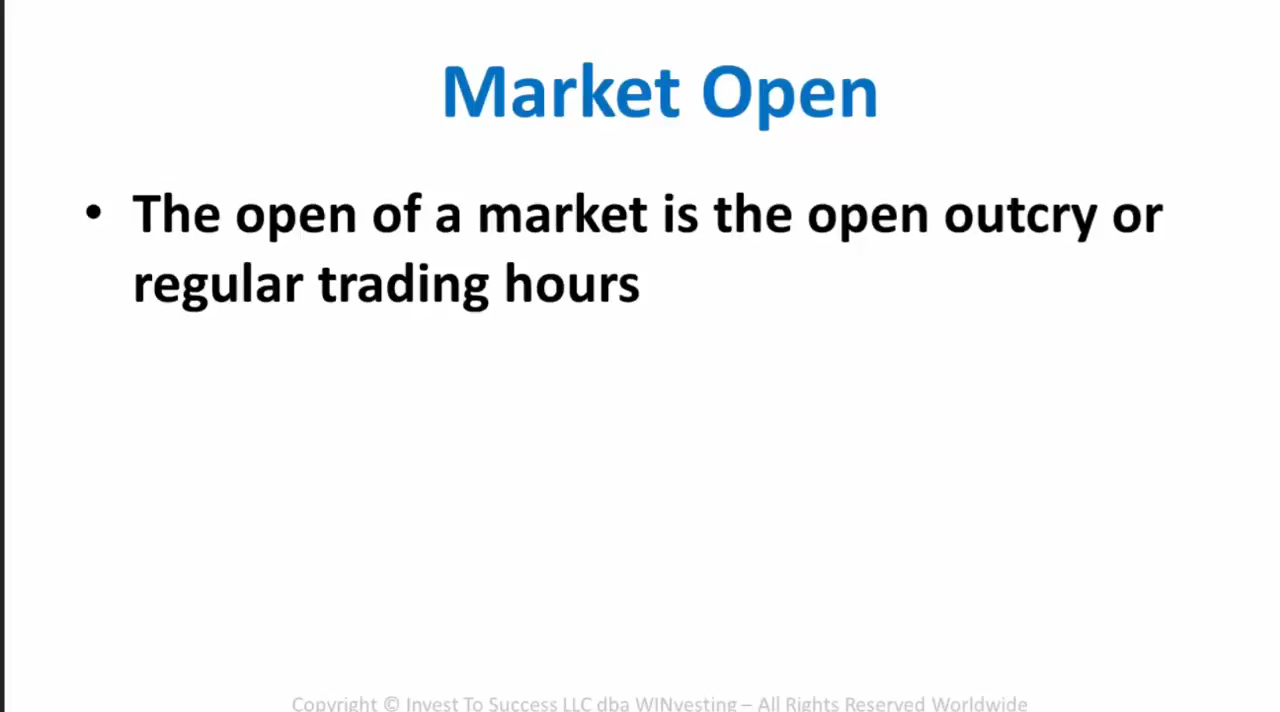 Market Open
• The open of a market is the open outcry or
regular trading hours
Copyright © Invest To Success LLC dba WINvesting – All Rights Reserved Worldwide